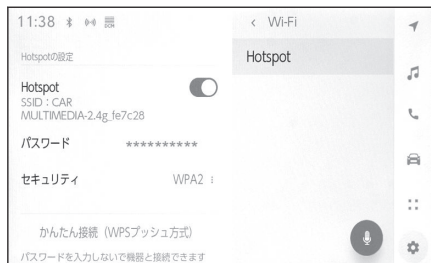 11:38
Hotspotの設定
Hotspot
SSID：CAR
MULTIMEDIA-2.4g_fe7c28
パスワード **********
セキュリティ WPA2
かんたん接続（WPSプッシュ方式）
パスワードを入力しないで機器と接続できます
< Wi-Fi
Hotspot